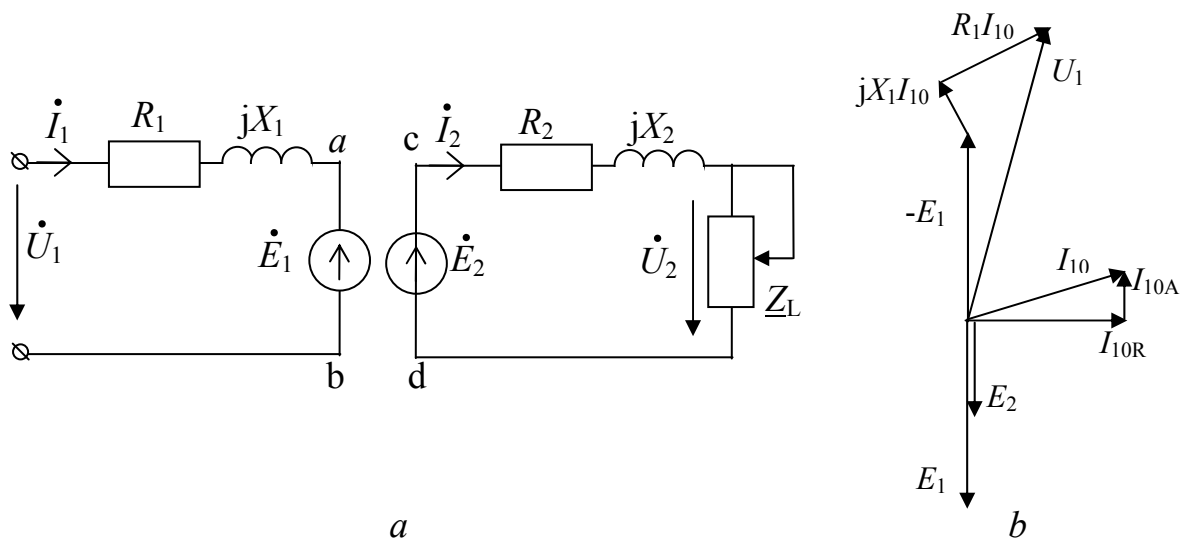 R₁I₁₀
U₁
jX₁I₁₀
İ₁ R₁ jX₁ a c İ₂ R₂ jX₂
-E₁
U̇₁ Ė₁ Ė₂ U̇₂ Z̲L
I₁₀ I₁₀A
I₁₀R
b d
E₂
E₁
a b